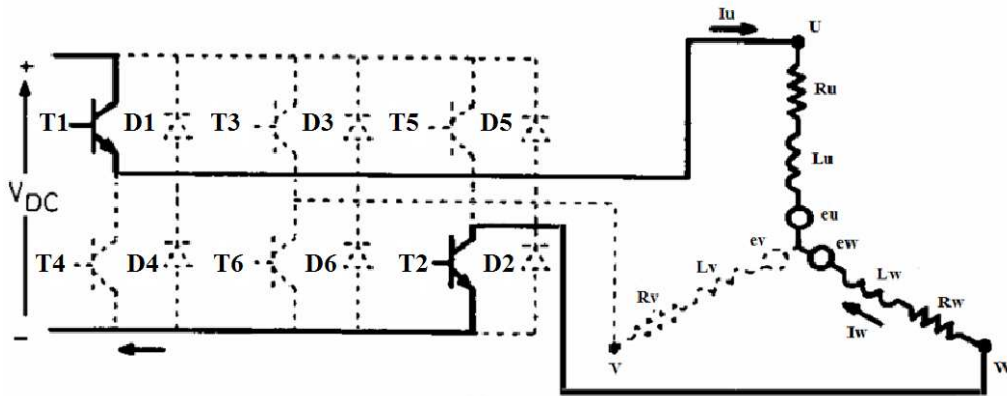 Iu
U
+
T1 D1 T3 D3 T5 D5
Ru
Lu
VDC
eu
ev ew
T4 D4 T6 D6 T2 D2
Lv Lw
Rv Rw
Iw
−
V W